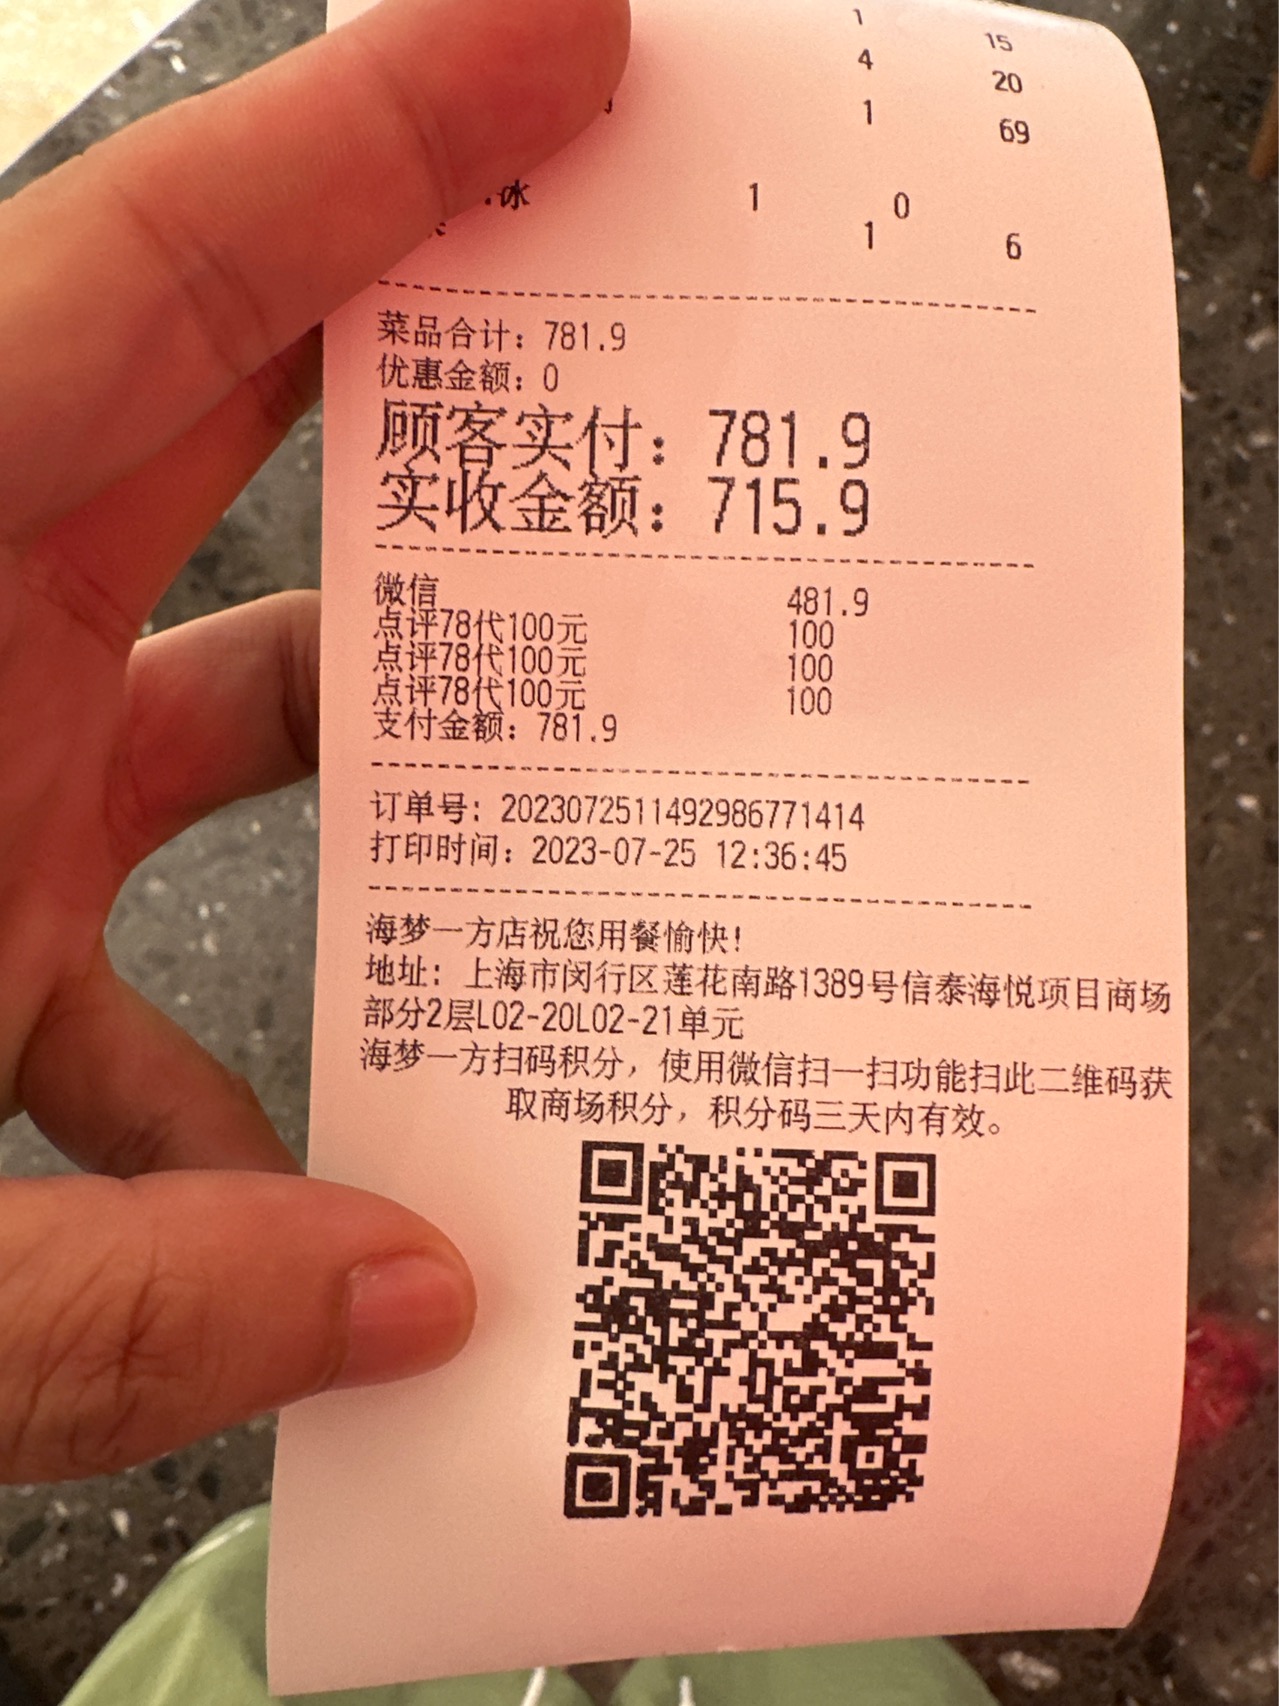 1 15
4 20
1 69
冰 1 0
1 6
菜品合计：781.9
优惠金额：0
顾客实付：781.9
实收金额：715.9
微信 481.9
点评78代100元 100
点评78代100元 100
点评78代100元 100
支付金额：781.9
订单号：2023072511492986771414
打印时间：2023-07-25 12:36:45
海梦一方店祝您用餐愉快!
地址：上海市闵行区莲花南路1389号信泰海悦项目商场
部分2层L02-20L02-21单元
海梦一方扫码积分，使用微信扫一扫功能扫此二维码获
取商场积分，积分码三天内有效。